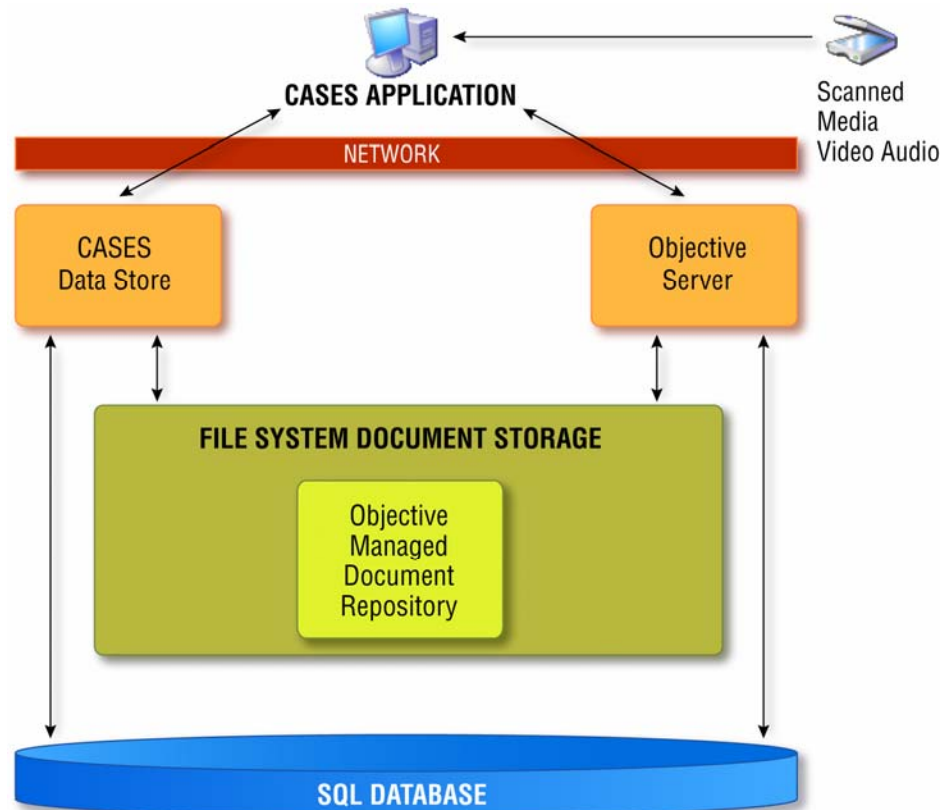 CASES APPLICATION
Scanned
Media
Video Audio
NETWORK
CASES
Data Store
Objective
Server
FILE SYSTEM DOCUMENT STORAGE
Objective
Managed
Document
Repository
SQL DATABASE